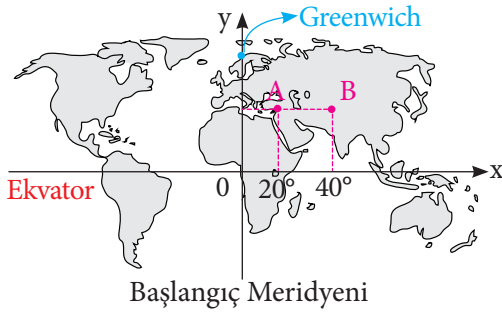 y
Greenwich
A
B
x
Ekvator
0
20°
40°
Başlangıç Meridyeni